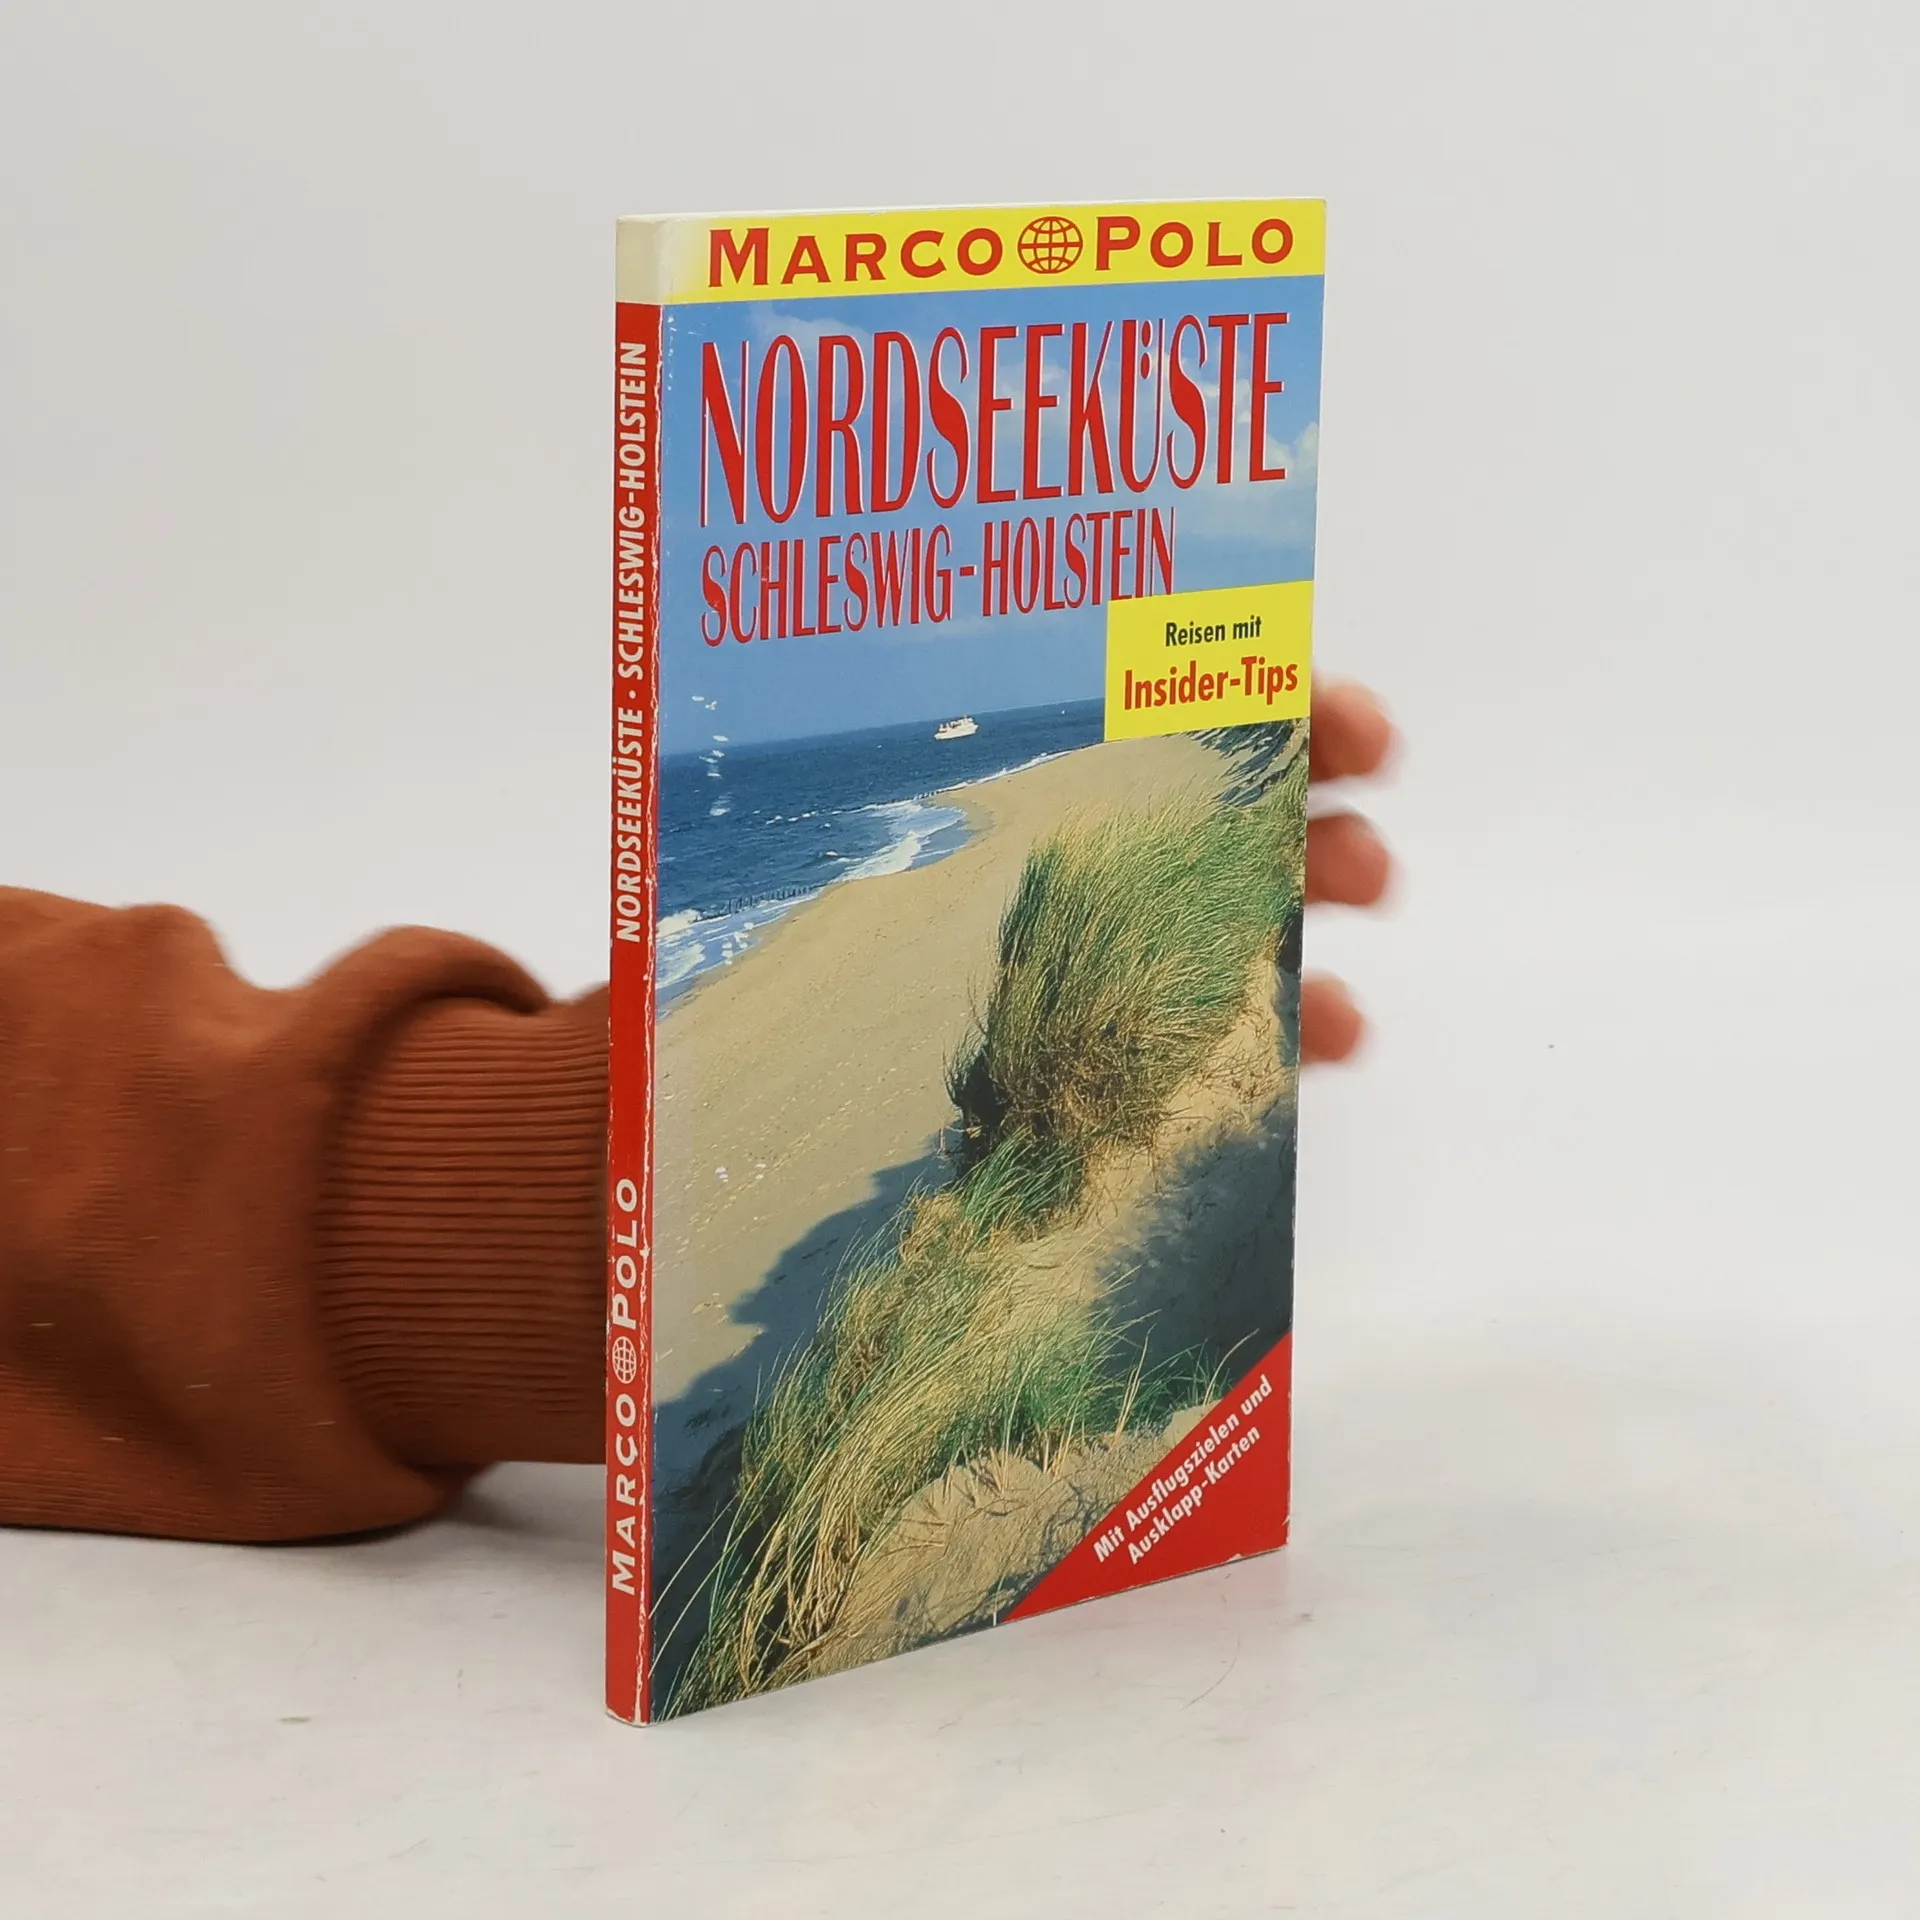 MARCO POLO
NORDSEEKÜSTE
SCHLESWIG-HOLSTEIN
Reisen mit
Insider-Tips
Mit Ausflugszielen und
Ausklapp-Karten
MARCO POLO NORDSEEKÜSTE · SCHLESWIG-HOLSTEIN